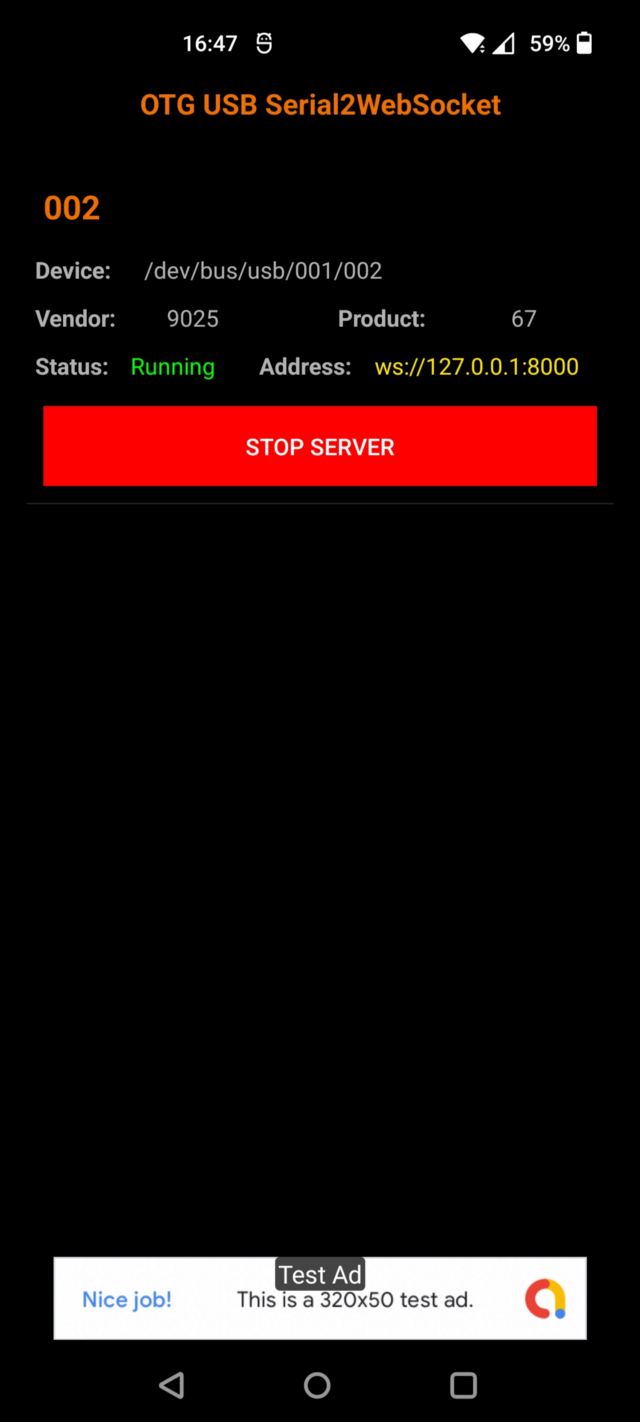 16:47 59%
OTG USB Serial2WebSocket
002
Device: /dev/bus/usb/001/002
Vendor: 9025 Product: 67
Status: Running Address: ws://127.0.0.1:8000
STOP SERVER
Test Ad
Nice job! This is a 320x50 test ad.